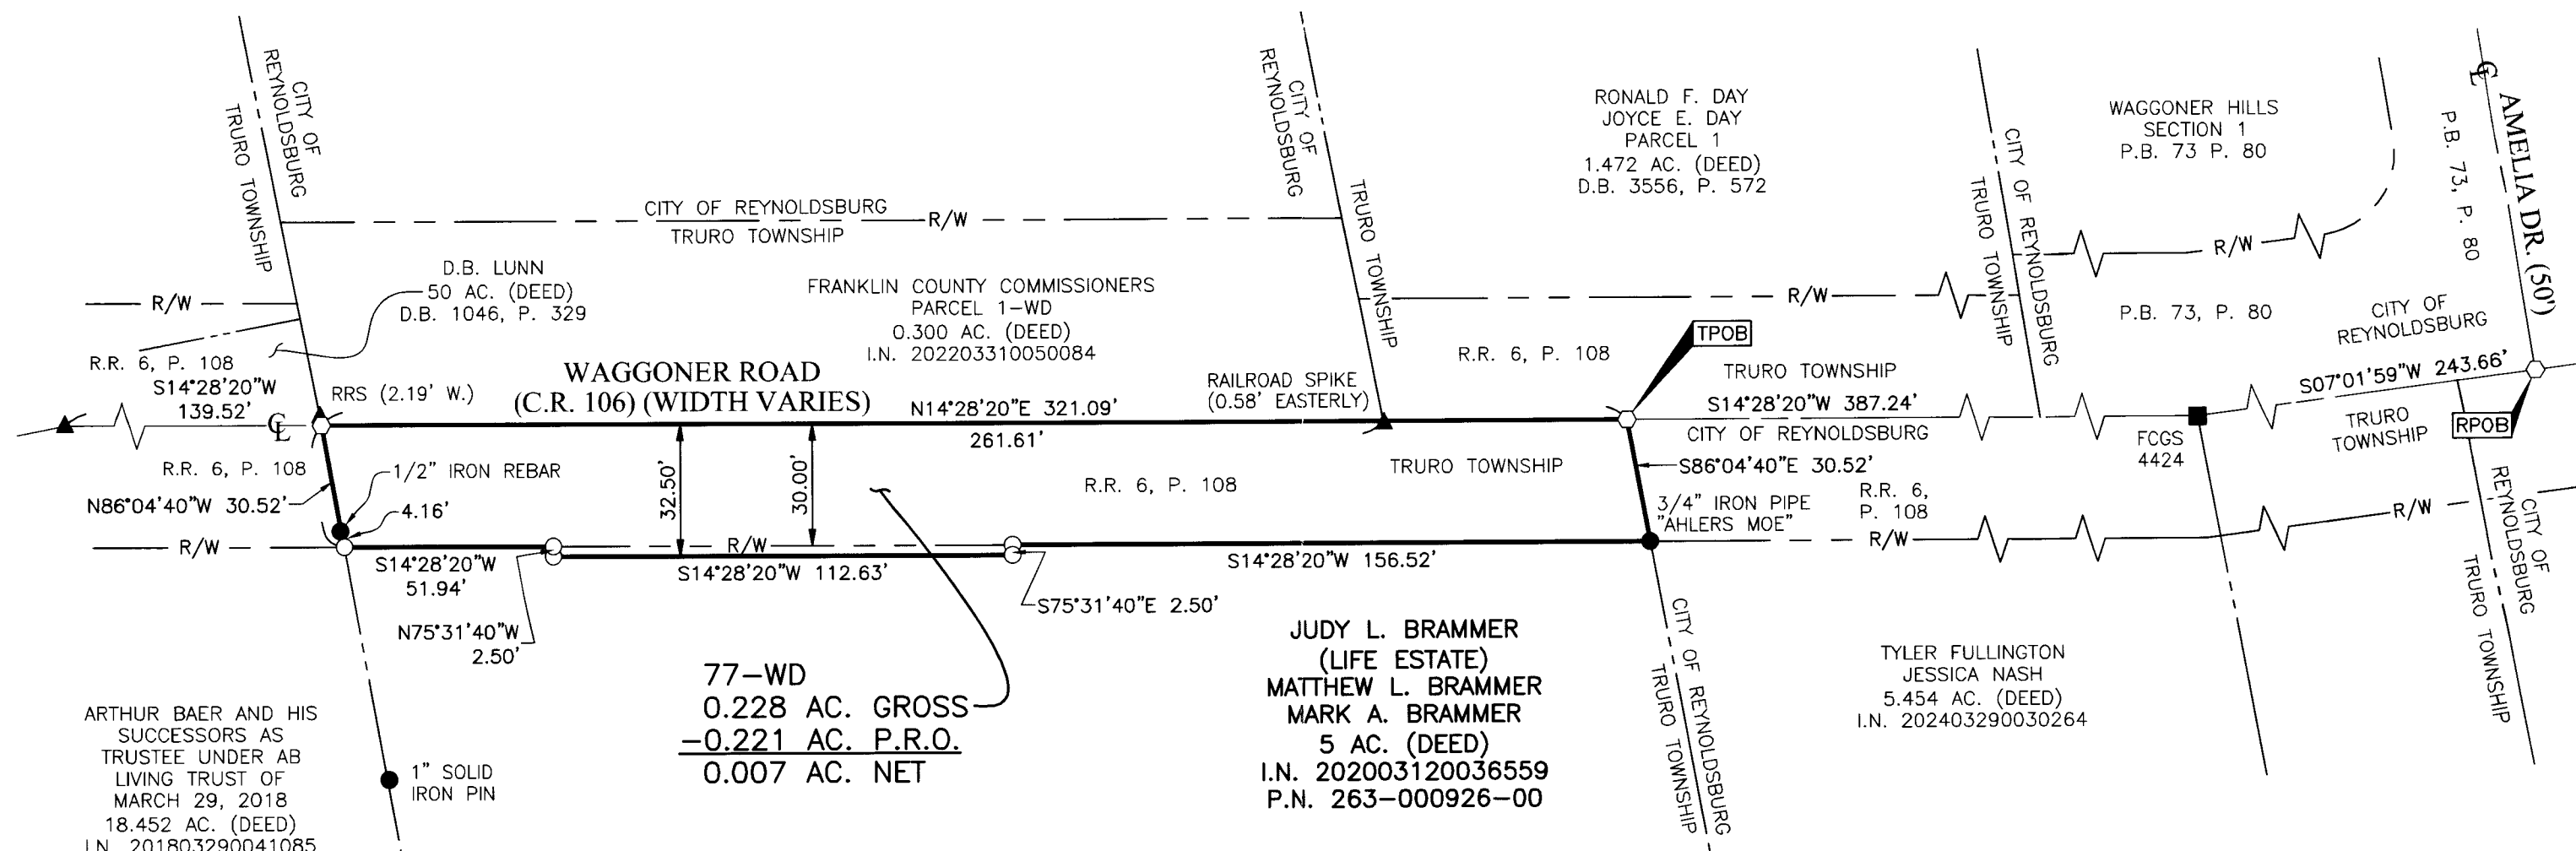 CITY OF
REYNOLDSBURG
TRURO TOWNSHIP
CITY OF REYNOLDSBURG
R/W
TRURO TOWNSHIP
CITY OF
REYNOLDSBURG
TRURO TOWNSHIP
RONALD F. DAY
JOYCE E. DAY
PARCEL 1
1.472 AC. (DEED)
D.B. 3556, P. 572
CITY OF REYNOLDSBURG
TRURO TOWNSHIP
WAGGONER HILLS
SECTION 1
P.B. 73 P. 80
℄ AMELIA DR. (50')
P.B. 73, P. 80
R/W
D.B. LUNN
50 AC. (DEED)
D.B. 1046, P. 329
FRANKLIN COUNTY COMMISSIONERS
PARCEL 1-WD
0.300 AC. (DEED)
I.N. 202203310050084
R/W
R/W
P.B. 73, P. 80
CITY OF
REYNOLDSBURG
R.R. 6, P. 108
S14°28'20"W
139.52'
℄
RRS (2.19' W.)
WAGGONER ROAD
(C.R. 106) (WIDTH VARIES)
N14°28'20"E 321.09'
261.61'
RAILROAD SPIKE
(0.58' EASTERLY)
R.R. 6, P. 108
TPOB
TRURO TOWNSHIP
S14°28'20"W 387.24'
CITY OF REYNOLDSBURG
FCGS
4424
S07°01'59"W 243.66'
TRURO
TOWNSHIP
RPOB
R.R. 6, P. 108
N86°04'40"W 30.52'
1/2" IRON REBAR
4.16'
32.50'
30.00'
R.R. 6, P. 108
TRURO TOWNSHIP
S86°04'40"E 30.52'
3/4" IRON PIPE
"AHLERS MOE"
R.R. 6,
P. 108
R/W
R/W
R/W
R/W
CITY OF
REYNOLDSBURG
TRURO TOWNSHIP
S14°28'20"W
51.94'
S14°28'20"W 112.63'
S14°28'20"W 156.52'
N75°31'40"W
2.50'
S75°31'40"E 2.50'
77-WD
0.228 AC. GROSS
-0.221 AC. P.R.O.
0.007 AC. NET
JUDY L. BRAMMER
(LIFE ESTATE)
MATTHEW L. BRAMMER
MARK A. BRAMMER
5 AC. (DEED)
I.N. 202003120036559
P.N. 263-000926-00
CITY OF REYNOLDSBURG
TRURO TOWNSHIP
TYLER FULLINGTON
JESSICA NASH
5.454 AC. (DEED)
I.N. 202403290030264
ARTHUR BAER AND HIS
SUCCESSORS AS
TRUSTEE UNDER AB
LIVING TRUST OF
MARCH 29, 2018
18.452 AC. (DEED)
I.N. 201803290041085
1" SOLID
IRON PIN